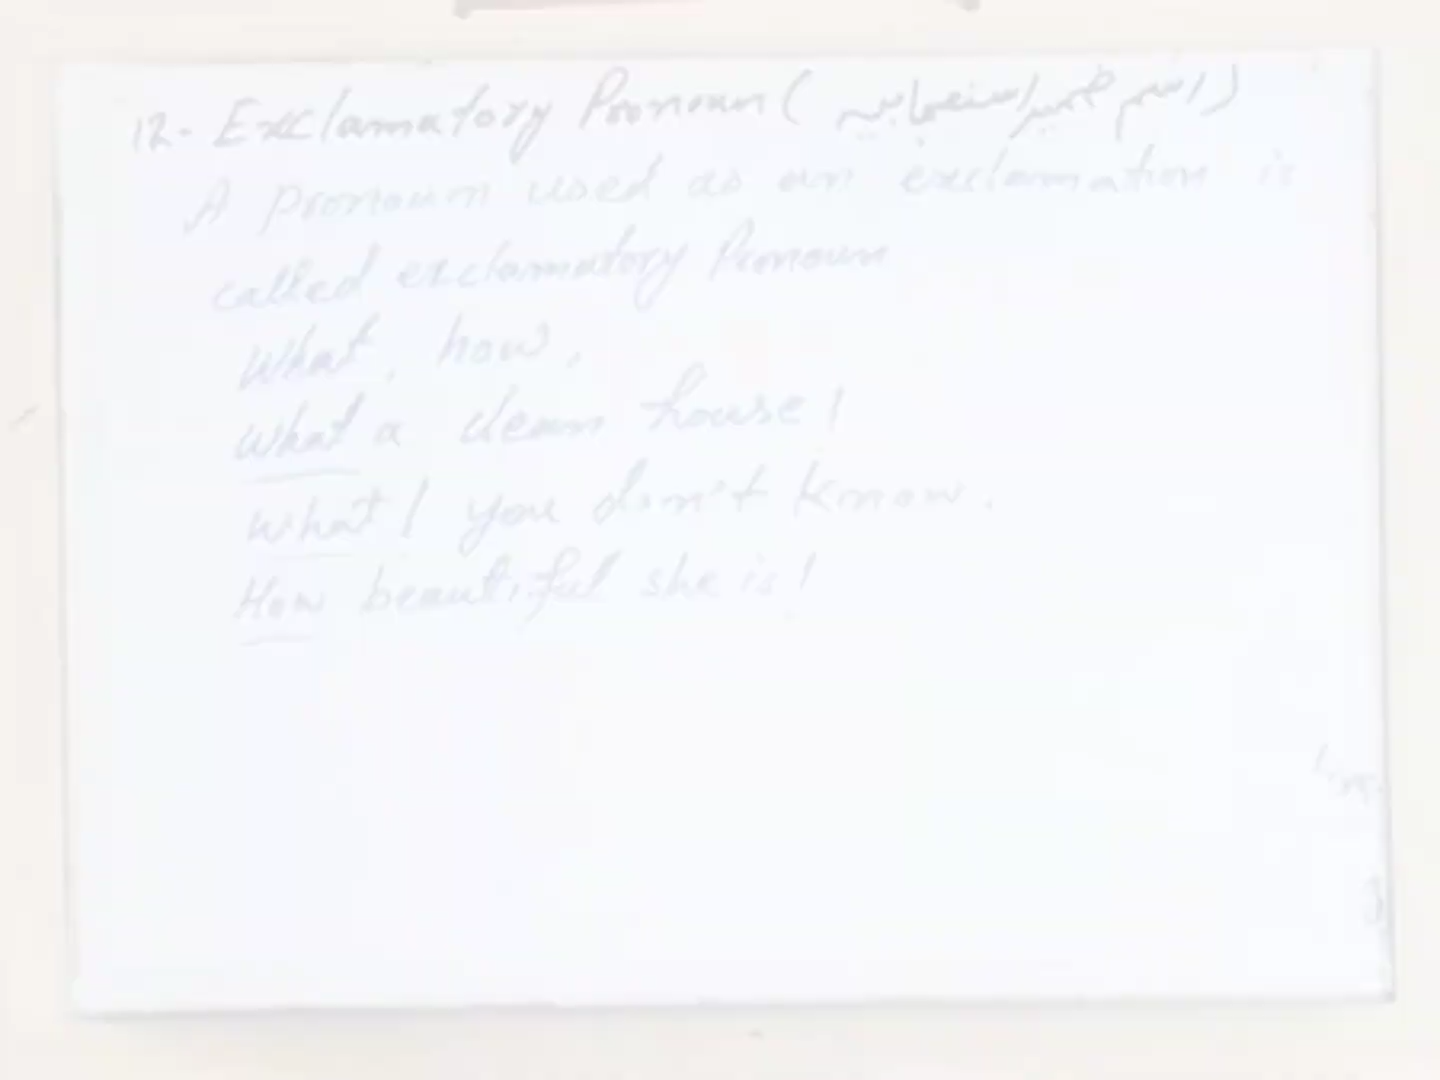 12- Exclamatory Pronoun (اسم ضمیر استعجابیه)
A pronoun used as an exclamation is
called exclamatory Pronoun
What, how,
What a clean house!
What! you don't know.
How beautiful she is!